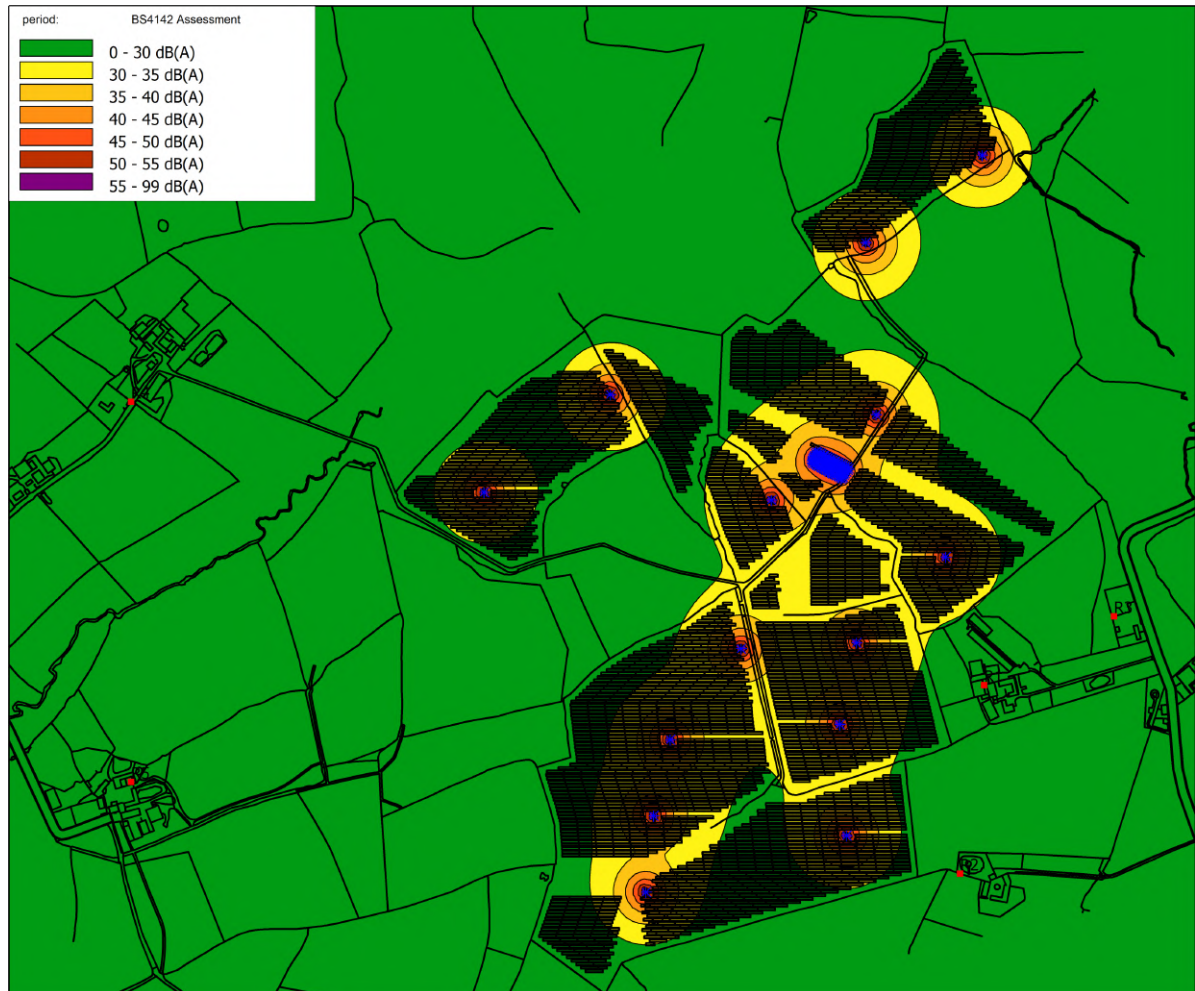 period: BS4142 Assessment
0 - 30 dB(A)
30 - 35 dB(A)
35 - 40 dB(A)
40 - 45 dB(A)
45 - 50 dB(A)
50 - 55 dB(A)
55 - 99 dB(A)